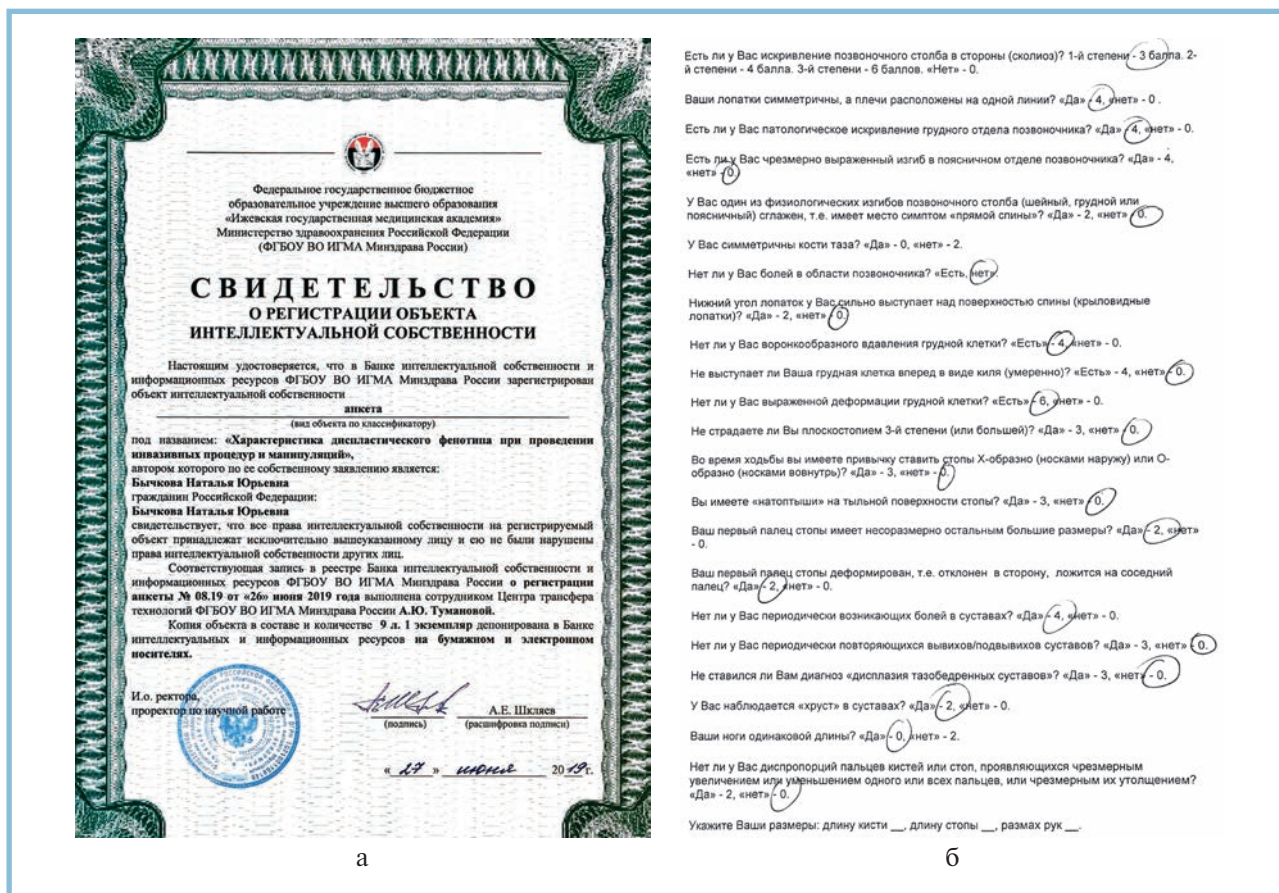 Федеральное государственное бюджетное
образовательное учреждение высшего образования
«Ижевская государственная медицинская академия»
Министерство здравоохранения Российской Федерации
(ФГБОУ ВО ИГМА Минздрава России)
СВИДЕТЕЛЬСТВО
О РЕГИСТРАЦИИ ОБЪЕКТА
ИНТЕЛЛЕКТУАЛЬНОЙ СОБСТВЕННОСТИ
Настоящим удостоверяется, что в Банке интеллектуальной собственности и
информационных ресурсов ФГБОУ ВО ИГМА Минздрава России зарегистрирован
объект интеллектуальной собственности
анкета
(вид объекта по классификатору)
под названием: «Характеристика диспластического фенотипа при проведении
инвазивных процедур и манипуляций»,
автором которого по ее собственному заявлению является:
Бычкова Наталья Юрьевна
гражданин Российской Федерации:
Бычкова Наталья Юрьевна
свидетельствует, что все права интеллектуальной собственности на регистрируемый
объект принадлежат исключительно вышеуказанному лицу и ею не были нарушены
права интеллектуальной собственности других лиц.
Соответствующая запись в реестре Банка интеллектуальной собственности и
информационных ресурсов ФГБОУ ВО ИГМА Минздрава России о регистрации
анкеты № 08.19 от «26» июня 2019 года выполнена сотрудником Центра трансфера
технологий ФГБОУ ВО ИГМА Минздрава России А.Ю. Тумановой.
Копия объекта в составе и количестве 9 л. 1 экземпляр депонирована в Банке
интеллектуальных и информационных ресурсов на бумажном и электронном
носителях.
И.о. ректора,
проректор по научной работе
А.Е. Шкляев
(подпись) (расшифровка подписи)
« 27 » июня 2019 г.
а
Есть ли у Вас искривление позвоночного столба в стороны (сколиоз)? 1-й степени - 3 балла. 2-
й степени - 4 балла. 3-й степени - 6 баллов. «Нет» - 0.
Ваши лопатки симметричны, а плечи расположены на одной линии? «Да» - 4, «нет» - 0 .
Есть ли у Вас патологическое искривление грудного отдела позвоночника? «Да» - 4, «нет» - 0.
Есть ли у Вас чрезмерно выраженный изгиб в поясничном отделе позвоночника? «Да» - 4,
«нет» - 0.
У Вас один из физиологических изгибов позвоночного столба (шейный, грудной или
поясничный) сглажен, т.е. имеет место симптом «прямой спины»? «Да» - 2, «нет» - 0.
У Вас симметричны кости таза? «Да» - 0, «нет» - 2.
Нет ли у Вас болей в области позвоночника? «Есть, нет».
Нижний угол лопаток у Вас сильно выступает над поверхностью спины (крыловидные
лопатки)? «Да» - 2, «нет» - 0.
Нет ли у Вас воронкообразного вдавления грудной клетки? «Есть» - 4, «нет» - 0.
Не выступает ли Ваша грудная клетка вперед в виде киля (умеренно)? «Есть» - 4, «нет» - 0.
Нет ли у Вас выраженной деформации грудной клетки? «Есть» - 6, «нет» - 0.
Не страдаете ли Вы плоскостопием 3-й степени (или большей)? «Да» - 3, «нет» - 0.
Во время ходьбы вы имеете привычку ставить стопы Х-образно (носками наружу) или О-
образно (носками вовнутрь)? «Да» - 3, «нет» - 0.
Вы имеете «натоптыши» на тыльной поверхности стопы? «Да» - 3, «нет» - 0.
Ваш первый палец стопы имеет несоразмерно остальным большие размеры? «Да» - 2, «нет»
- 0.
Ваш первый палец стопы деформирован, т.е. отклонен в сторону, ложится на соседний
палец? «Да» - 2, «нет» - 0.
Нет ли у Вас периодически возникающих болей в суставах? «Да» - 4, «нет» - 0.
Нет ли у Вас периодически повторяющихся вывихов/подвывихов суставов? «Да» - 3, «нет» - 0.
Не ставился ли Вам диагноз «дисплазия тазобедренных суставов»? «Да» - 3, «нет» - 0.
У Вас наблюдается «хруст» в суставах? «Да» - 2, «нет» - 0.
Ваши ноги одинаковой длины? «Да» - 0, «нет» - 2.
Нет ли у Вас диспропорций пальцев кистей или стоп, проявляющихся чрезмерным
увеличением или уменьшением одного или всех пальцев, или чрезмерным их утолщением?
«Да» - 2, «нет» - 0.
Укажите Ваши размеры: длину кисти __, длину стопы __, размах рук __.
б